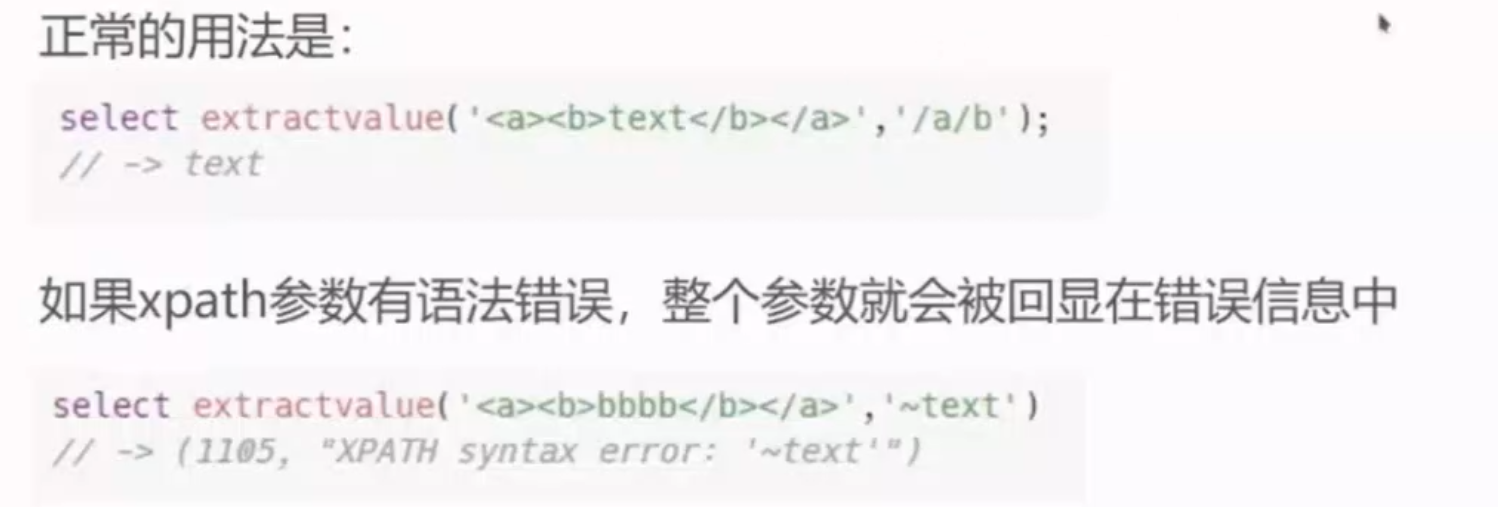 正常的用法是：
select extractvalue('<a><b>text</b></a>','/a/b');
// -> text
如果xpath参数有语法错误，整个参数就会被回显在错误信息中
select extractvalue('<a><b>bbbb</b></a>','~text')
// -> (1105, "XPATH syntax error: '~text'")